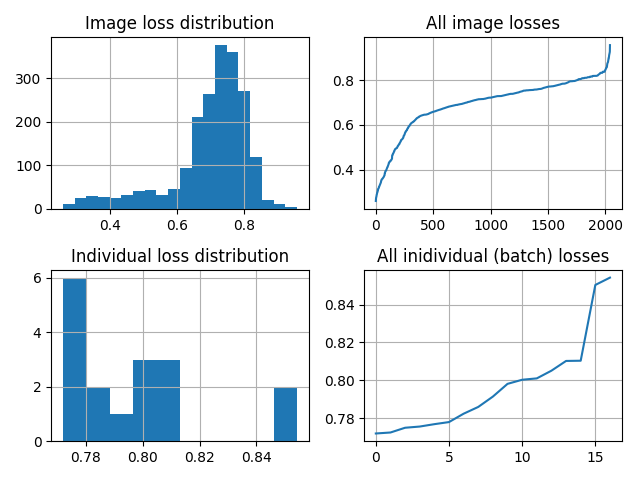 Image loss distribution
300
200
100
0
0.4 0.6 0.8
All image losses
0.8
0.6
0.4
0 500 1000 1500 2000
Individual loss distribution
6
4
2
0
0.78 0.80 0.82 0.84
All inidividual (batch) losses
0.84
0.82
0.80
0.78
0 5 10 15